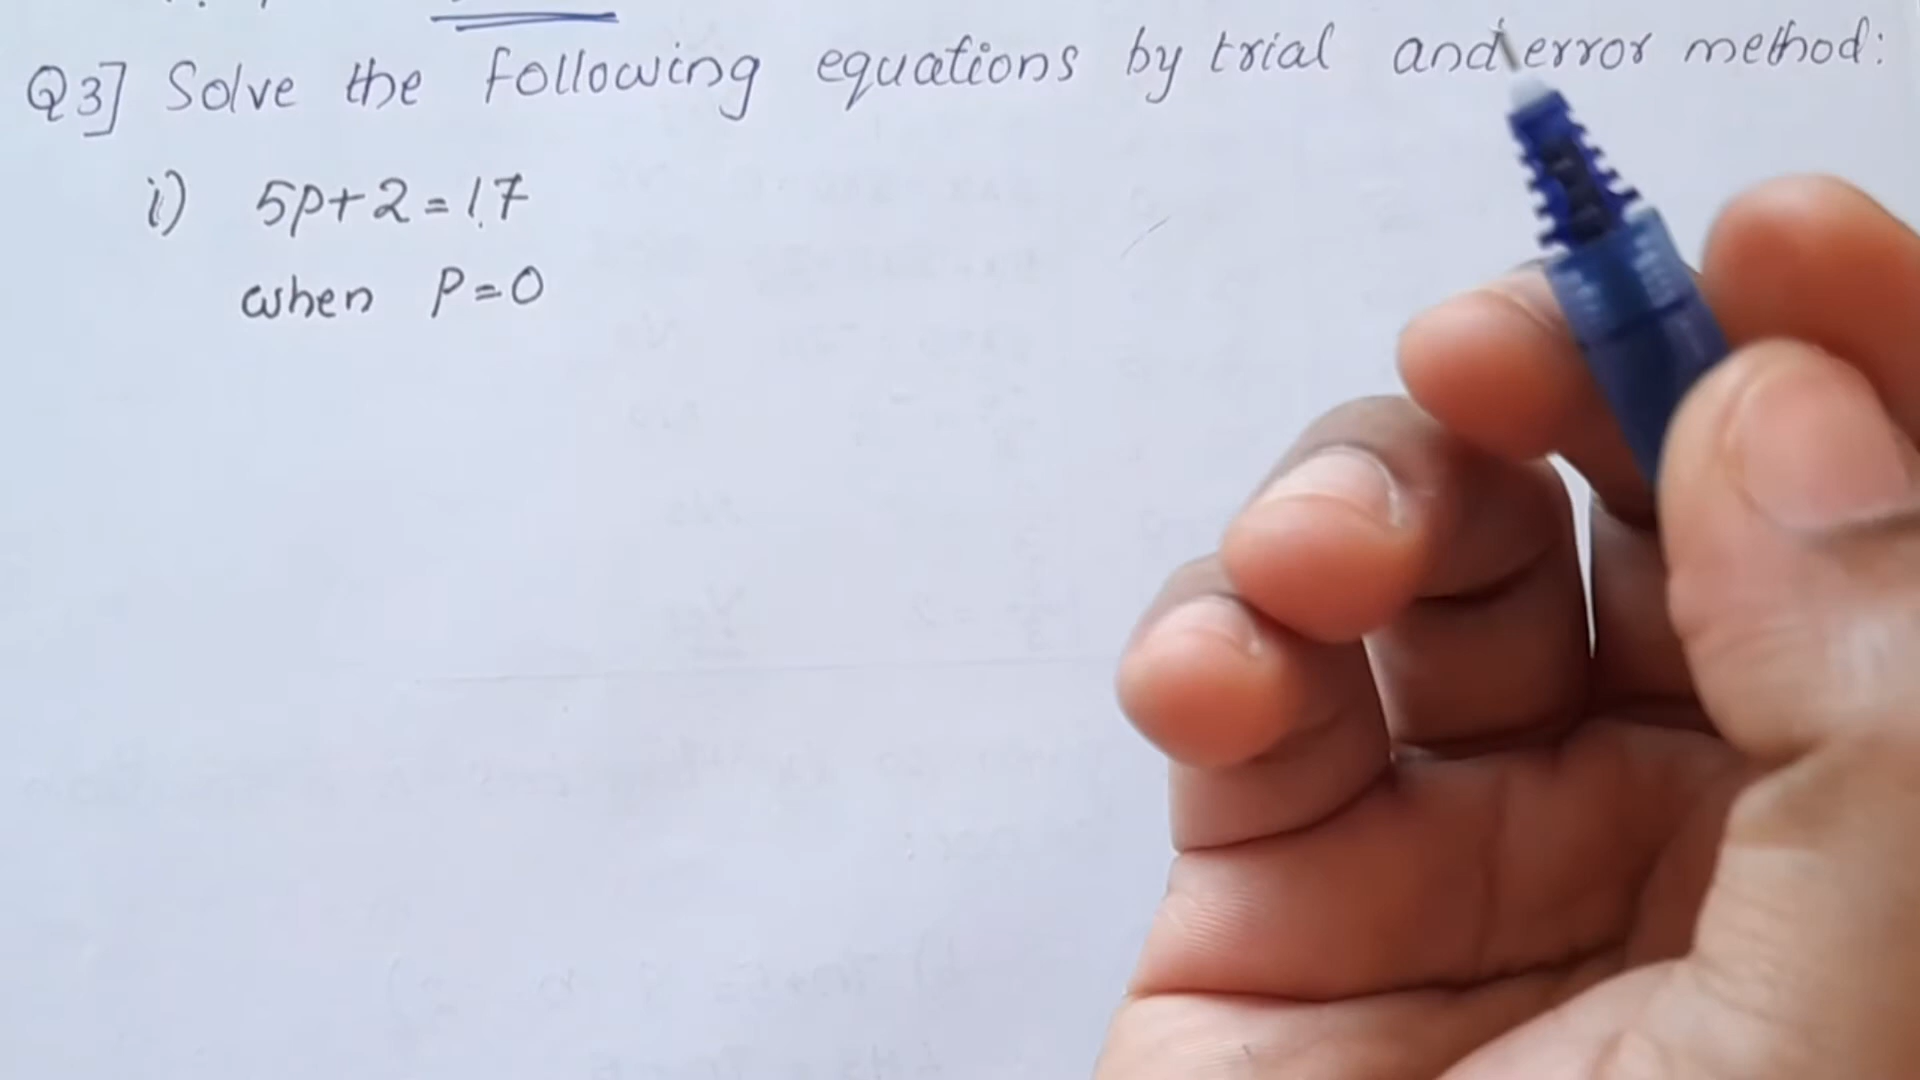 Q3] Solve the following equations by trial and error method:
i) 5p+2=17
when P=0